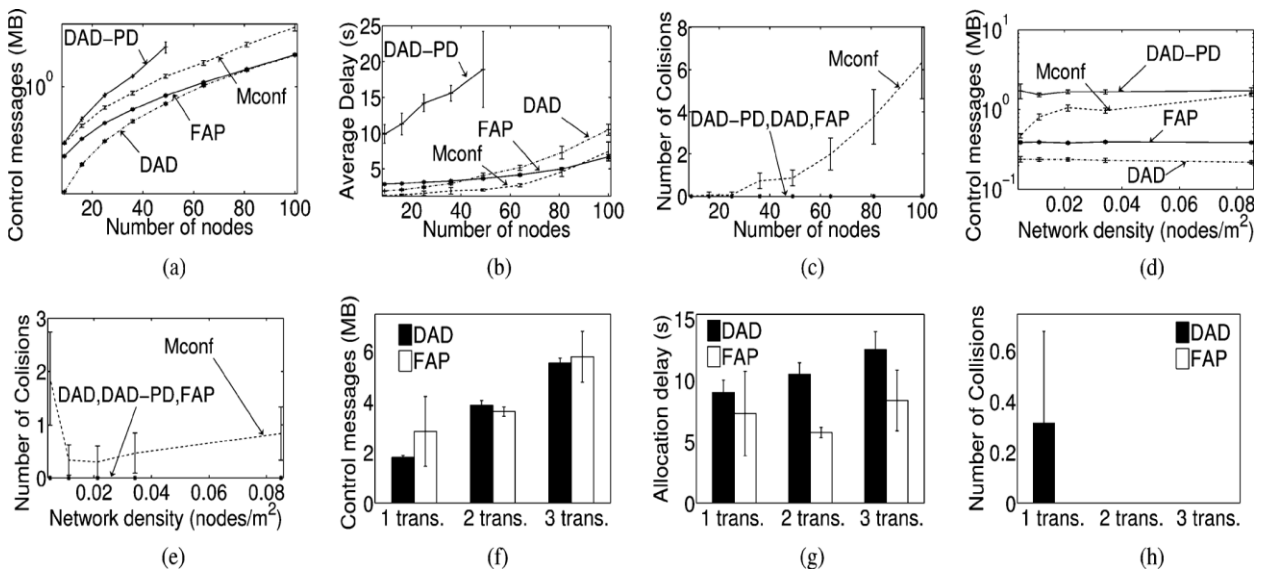 Control messages (MB)
10^0
DAD-PD
Mconf
FAP
DAD
20 40 60 80 100
Number of nodes
(a)
Average Delay (s)
25
20
15
10
5
DAD-PD
DAD
FAP
Mconf
20 40 60 80 100
Number of nodes
(b)
Number of Colisions
8
6
4
2
0
Mconf
DAD-PD,DAD,FAP
20 40 60 80 100
Number of nodes
(c)
Control messages (MB)
10^1
10^0
10^-1
DAD-PD
Mconf
FAP
DAD
0.02 0.04 0.06 0.08
Network density (nodes/m^2)
(d)
Number of Colisions
3
2
1
0
Mconf
DAD,DAD-PD,FAP
0.02 0.04 0.06 0.08
Network density (nodes/m^2)
(e)
Control messages (MB)
6
4
2
0
DAD
FAP
1 trans. 2 trans. 3 trans.
(f)
Allocation delay (s)
15
10
5
0
DAD
FAP
1 trans. 2 trans. 3 trans.
(g)
Number of Colisions
0.6
0.4
0.2
0
DAD
FAP
1 trans. 2 trans. 3 trans.
(h)